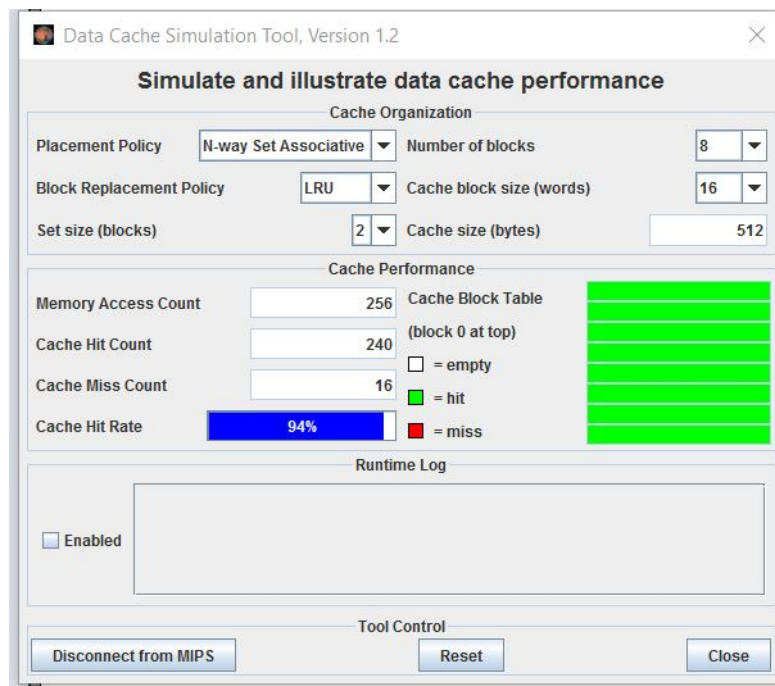 Data Cache Simulation Tool, Version 1.2
Simulate and illustrate data cache performance
Cache Organization
Placement Policy N-way Set Associative Number of blocks 8
Block Replacement Policy LRU Cache block size (words) 16
Set size (blocks) 2 Cache size (bytes) 512
Cache Performance
Memory Access Count 256 Cache Block Table
(block 0 at top)
Cache Hit Count 240
= empty
Cache Miss Count 16
= hit
Cache Hit Rate 94%
= miss
Runtime Log
Enabled
Tool Control
Disconnect from MIPS Reset Close